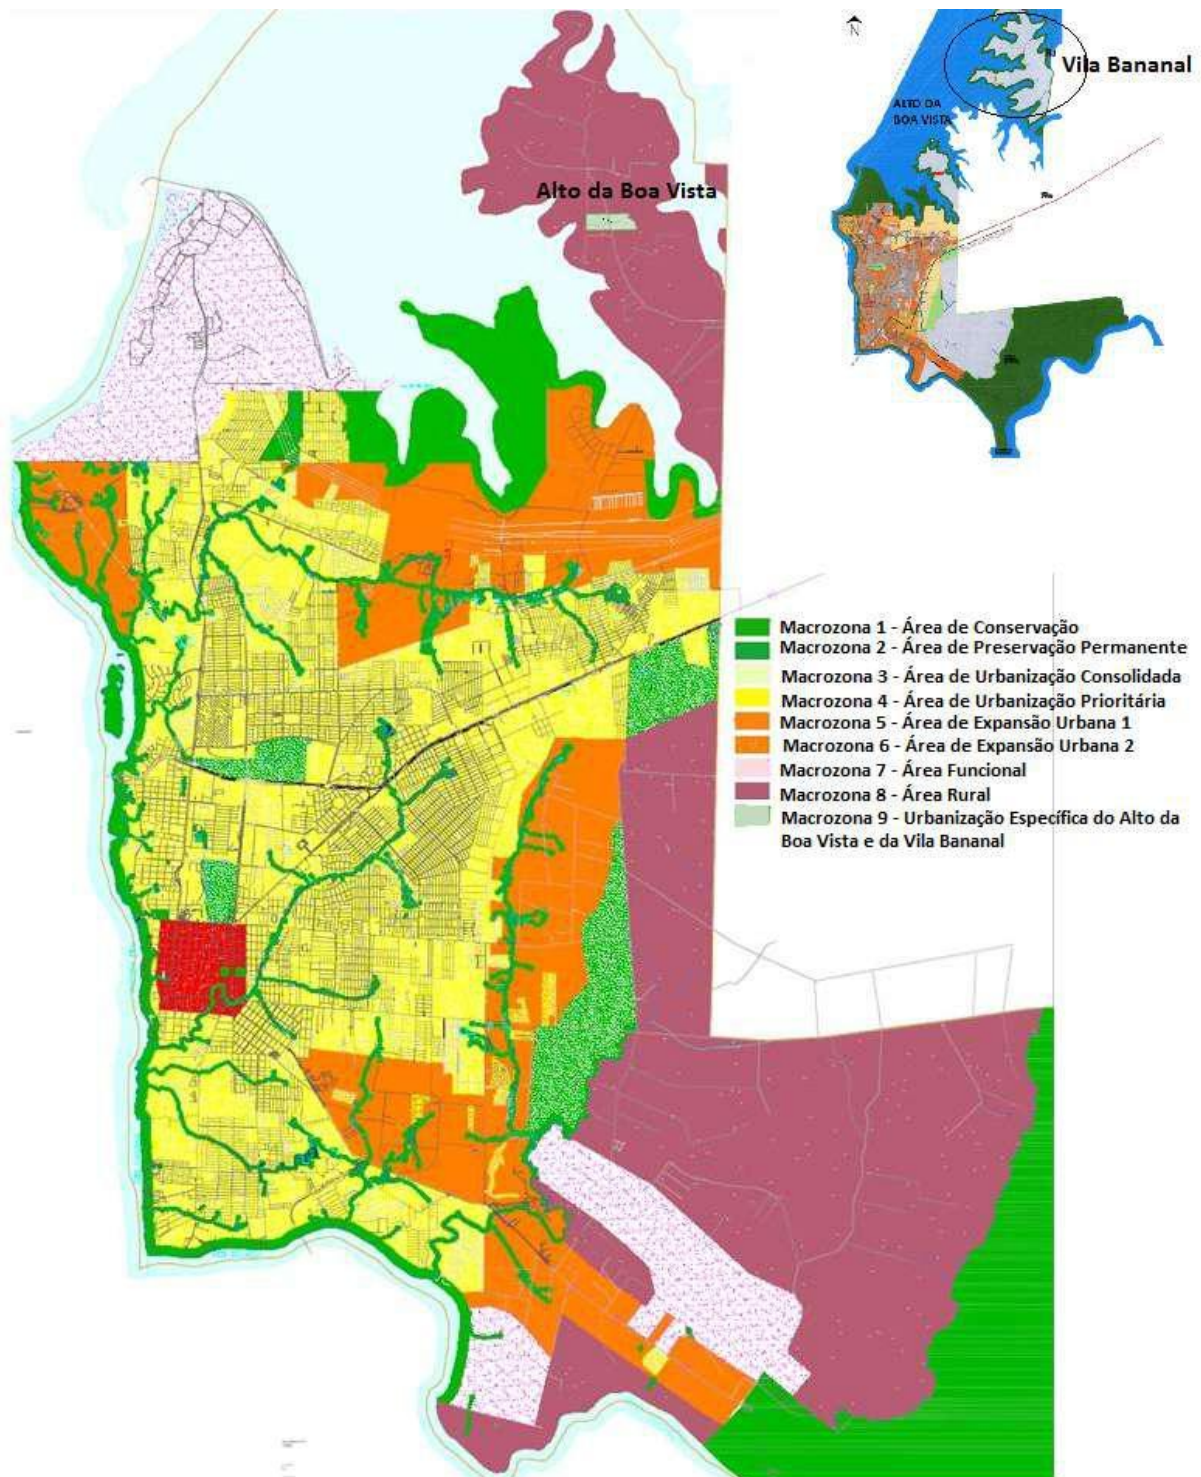 N
Vila Bananal
ALTO DA
BOA VISTA
Alto da Boa Vista
Macrozona 1 - Área de Conservação
Macrozona 2 - Área de Preservação Permanente
Macrozona 3 - Área de Urbanização Consolidada
Macrozona 4 - Área de Urbanização Prioritária
Macrozona 5 - Área de Expansão Urbana 1
Macrozona 6 - Área de Expansão Urbana 2
Macrozona 7 - Área Funcional
Macrozona 8 - Área Rural
Macrozona 9 - Urbanização Específica do Alto da
Boa Vista e da Vila Bananal